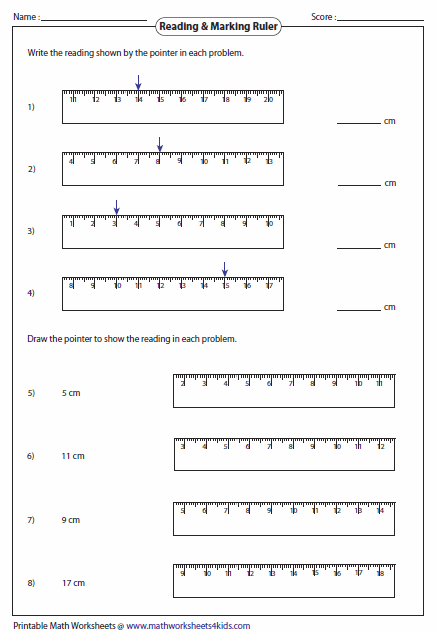 Name : Score :
Reading & Marking Ruler
Write the reading shown by the pointer in each problem.
1) 11 12 13 14 15 16 17 18 19 20 cm
2) 4 5 6 7 8 9 10 11 12 13 cm
3) 1 2 3 4 5 6 7 8 9 10 cm
4) 8 9 10 11 12 13 14 15 16 17 cm
Draw the pointer to show the reading in each problem.
5) 5 cm 2 3 4 5 6 7 8 9 10 11
6) 11 cm 3 4 5 6 7 8 9 10 11 12
7) 9 cm 5 6 7 8 9 10 11 12 13 14
8) 17 cm 9 10 11 12 13 14 15 16 17 18
Printable Math Worksheets @ www.mathworksheets4kids.com